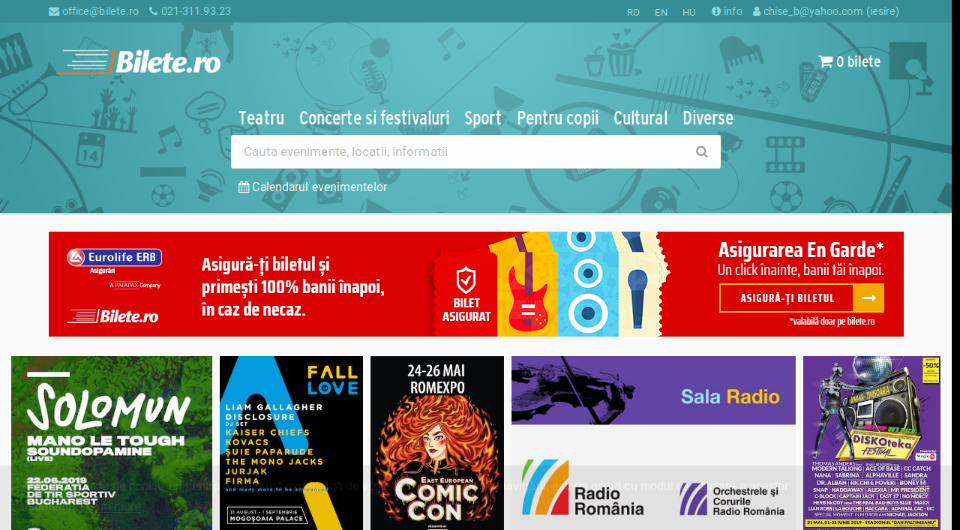 office@bilete.ro 021-311.93.23 RO EN HU info chise_b@yahoo.com (iesire)
Bilete.ro 0 bilete
Teatru Concerte si festivaluri Sport Pentru copii Cultural Diverse
Cauta evenimente, locatii, informatii
Calendarul evenimentelor
14
Eurolife ERB
Asigurări
A FAIRFAX Company
Bilete.ro
Asigură-ți biletul și
primești 100% banii înapoi,
în caz de necaz.
BILET
ASIGURAT
Asigurarea En Garde*
Un click înainte, banii tăi înapoi.
ASIGURĂ-ȚI BILETUL
*valabilă doar pe bilete.ro
SOLOMUN
MANO LE TOUGH
(LIVE)
SOUNDOPAMINE
22.06.2019
FEDERATIA
DE TIR SPORTIV
BUCHAREST
FALL
LOVE
LIAM GALLAGHER
DISCLOSURE
DJ SET
KAISER CHIEFS
KOVACS
ȘUIE PAPARUDE
THE MONO JACKS
JURJAK
FIRMA
and many more to be announced
31 AUGUST - 1 SEPTEMBRIE
MOGOȘOAIA PALACE
24-26 MAI
ROMEXPO
EAST EUROPEAN
COMIC
CON
Sala Radio
Radio
România
Orchestrele și
Corurile
Radio România
-50%
DISKOteka
FESTIVAL
THOMAS ANDERS
MODERN TALKING | ACE OF BASE | CC CATCH
NANA | SABRINA | ALPHAVILLE | SANDRA
DR. ALBAN | RICCHI E POVERI | BONEY M
SNAP | HADDAWAY | ALEXIA | MR PRESIDENT
C-BLOCK | CAPTAIN JACK | EAST 17 | NO MERCY
31 MAI, 01-02 IUNIE 2019 - STADIONUL "DAN PALTINISANU"